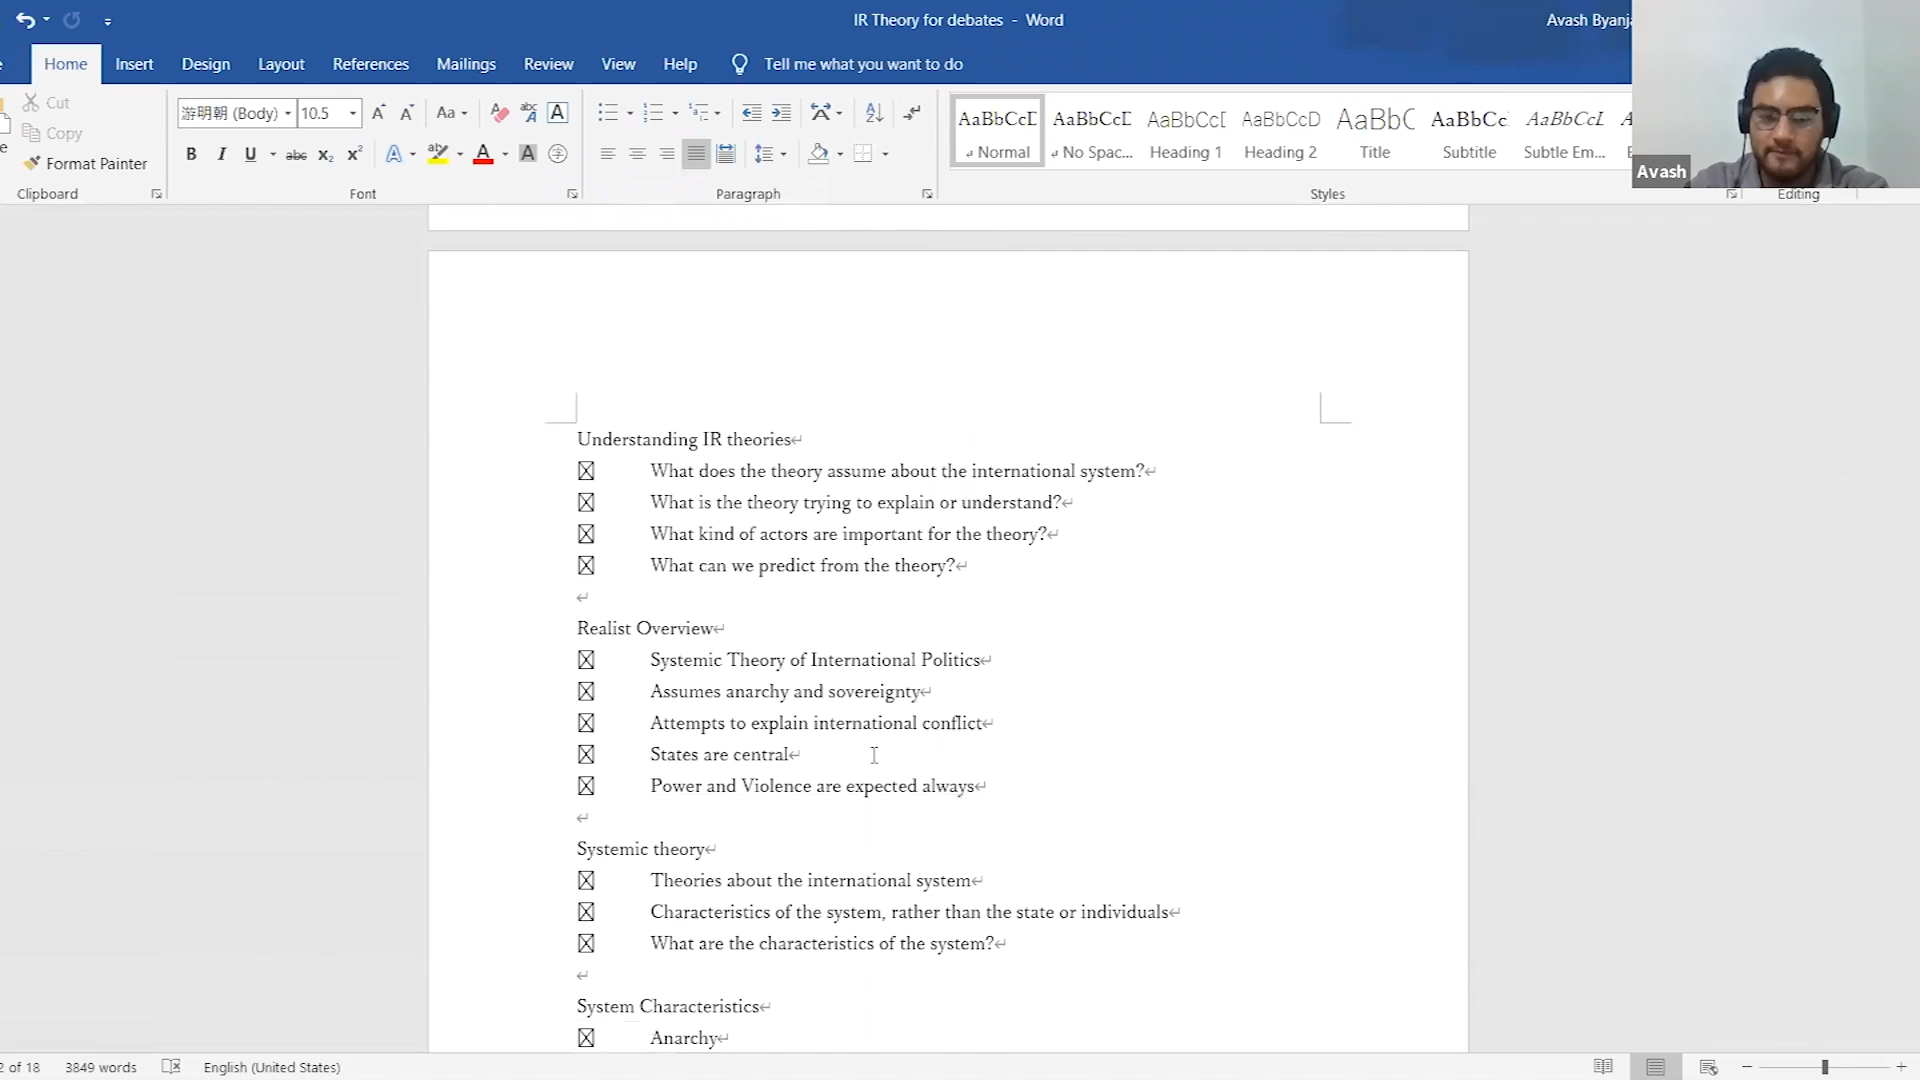 IR Theory for debates - Word
Avash
Home Insert Design Layout References Mailings Review View Help Tell me what you want to do
Cut
Copy
Format Painter
Clipboard
游明朝 (Body) 10.5
Font
Paragraph
AaBbCcD AaBbCcD AaBbCcD AaBbCcD AaBbC AaBbCc AaBbCcL
Normal No Spac... Heading 1 Heading 2 Title Subtitle Subtle Em...
Styles
Editing
Avash
Understanding IR theories
What does the theory assume about the international system?
What is the theory trying to explain or understand?
What kind of actors are important for the theory?
What can we predict from the theory?
Realist Overview
Systemic Theory of International Politics
Assumes anarchy and sovereignty
Attempts to explain international conflict
States are central
Power and Violence are expected always
Systemic theory
Theories about the international system
Characteristics of the system, rather than the state or individuals
What are the characteristics of the system?
System Characteristics
Anarchy
2 of 18 3849 words English (United States)